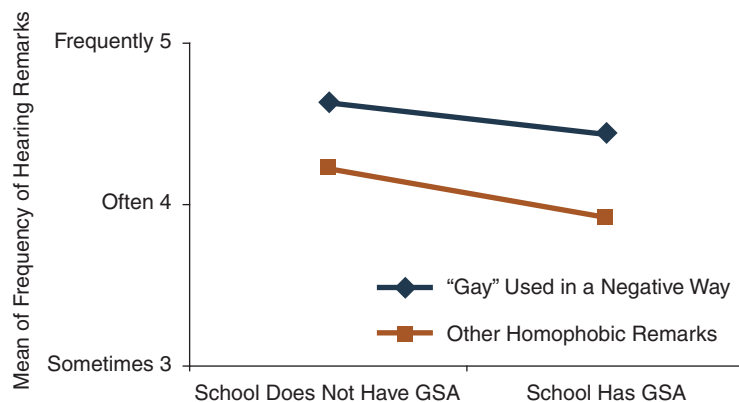 Mean of Frequency of Hearing Remarks
Frequently 5
Often 4
Sometimes 3
“Gay” Used in a Negative Way
Other Homophobic Remarks
School Does Not Have GSA
School Has GSA